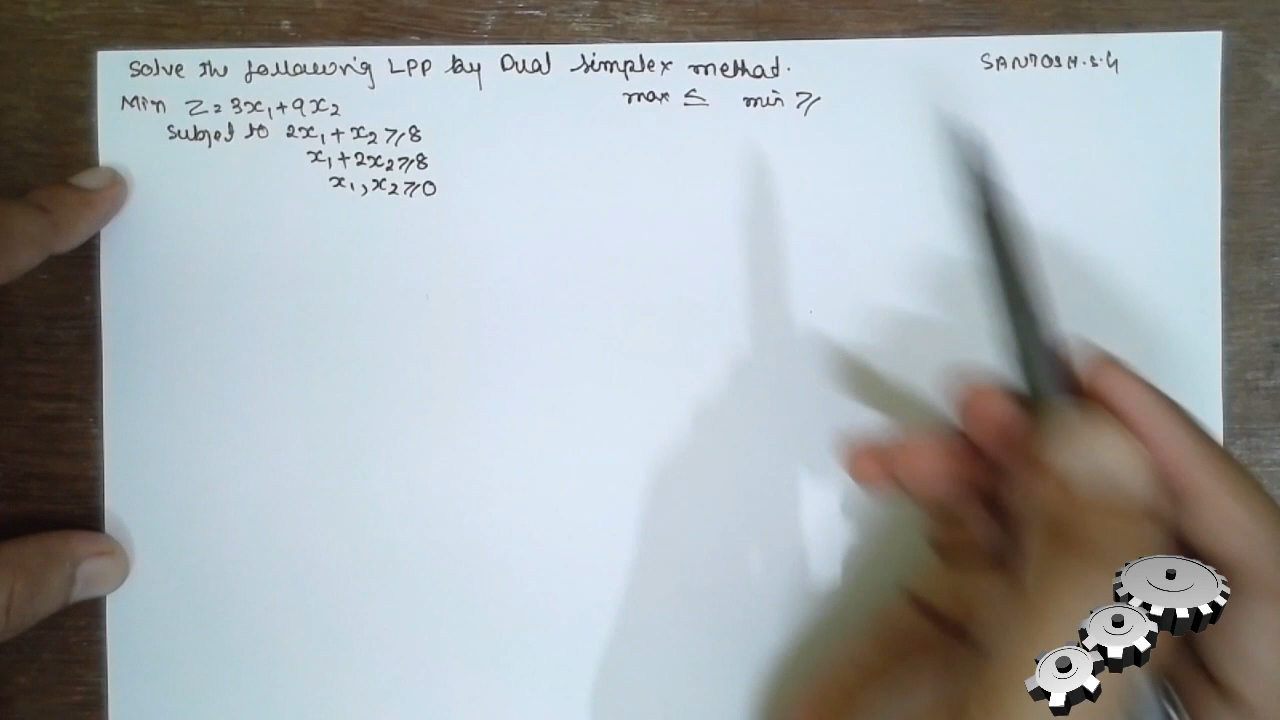 Solve the following LPP by Dual Simplex method.
SANTOSH.S.G
Min Z = 3x₁ + 9x₂
max ≤ min ≥
Subject to 2x₁ + x₂ ≥ 8
x₁ + 2x₂ ≥ 8
x₁, x₂ ≥ 0